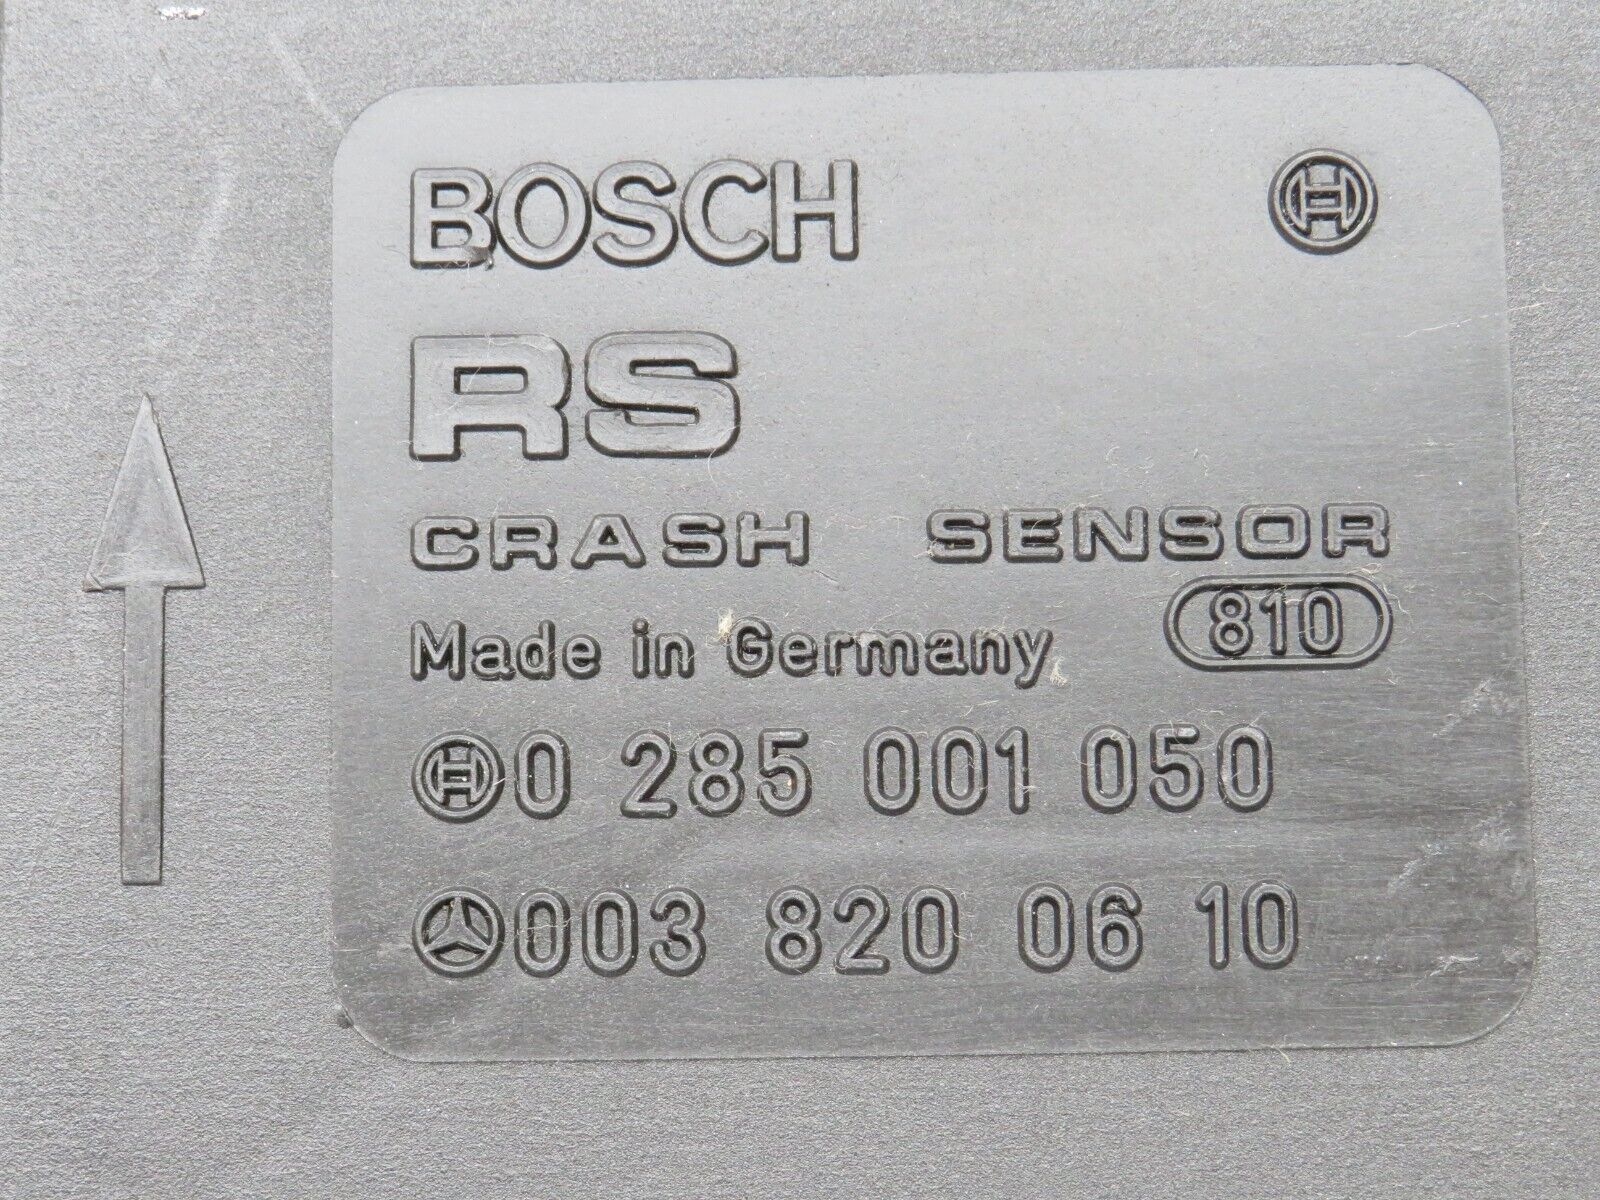 BOSCH
RS
CRASH SENSOR
Made in Germany 810
0 285 001 050
003 820 06 10